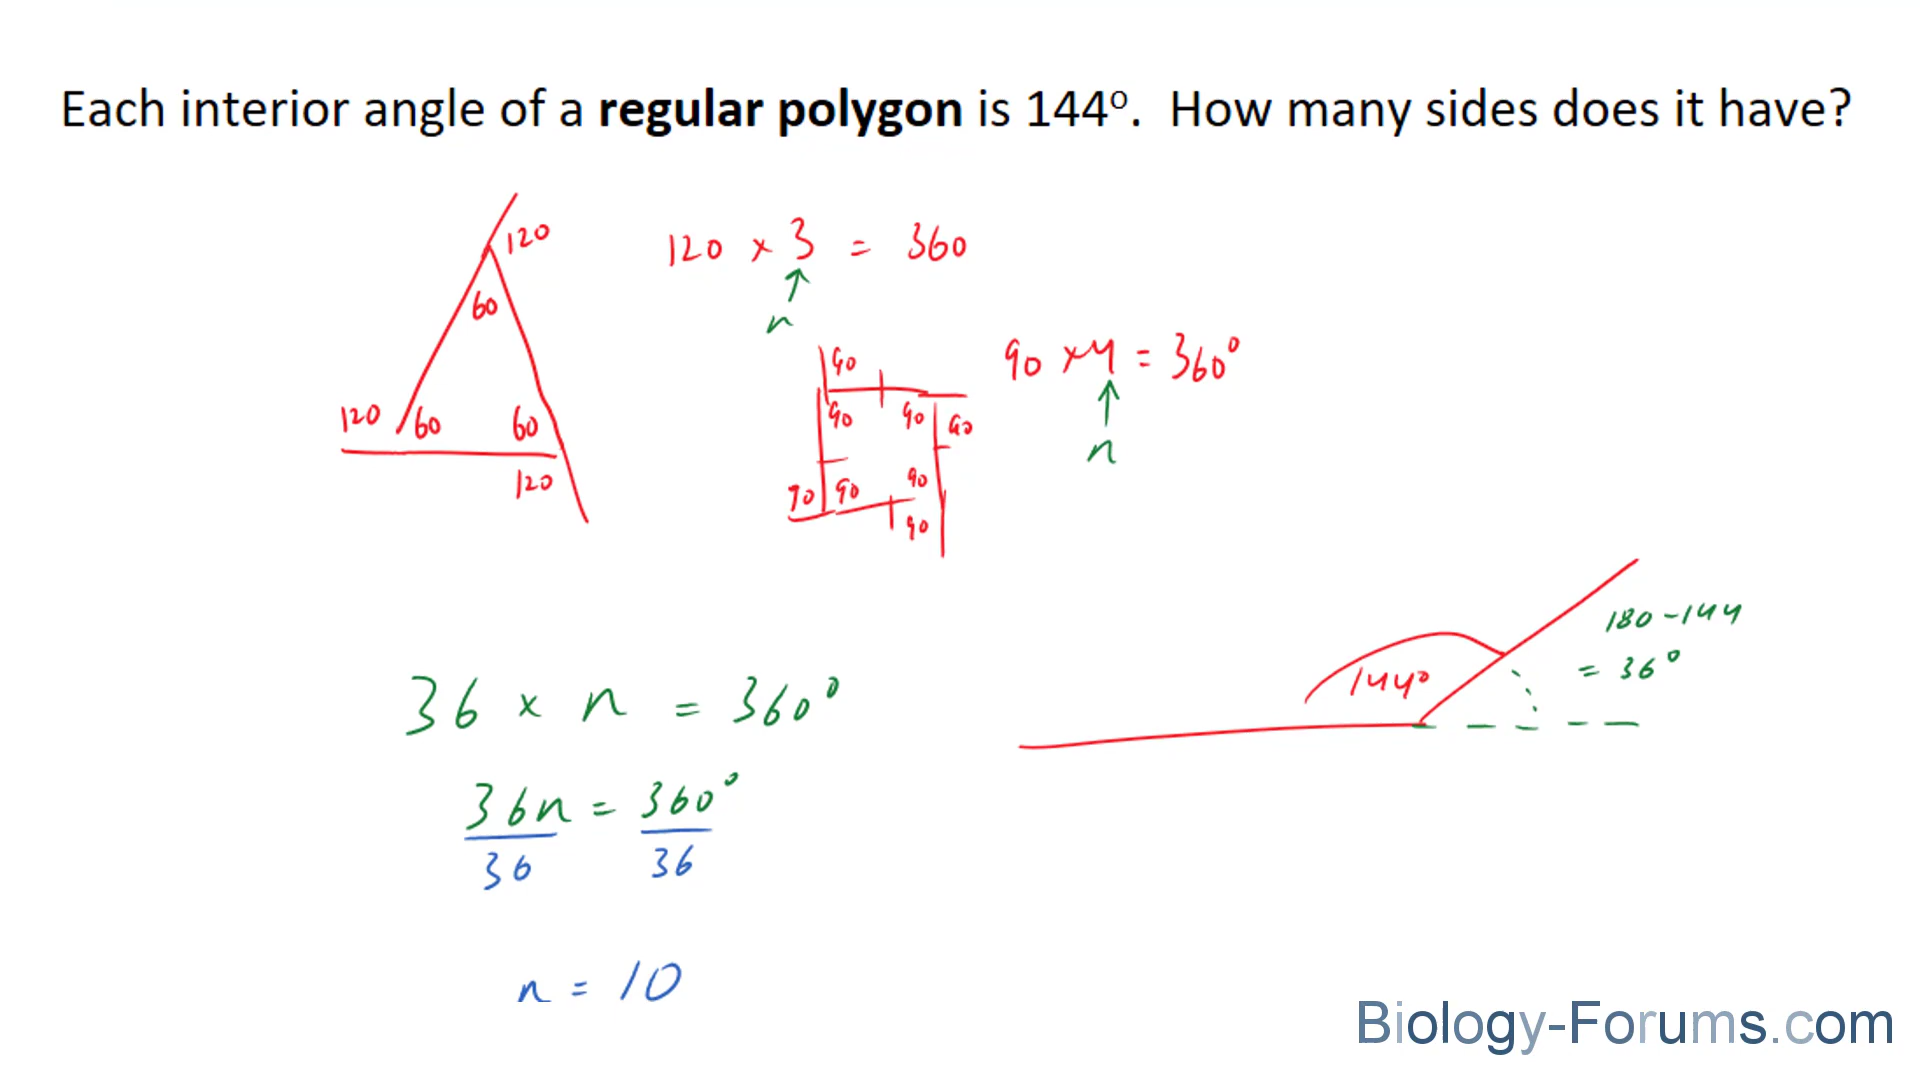 Each interior angle of a regular polygon is 144°. How many sides does it have?
120
60
120 60 60
120
120 × 3 = 360
n
90
90 90 90
90 90 90
90
90 × 4 = 360°
n
144°
180 - 144
= 36°
36 × n = 360°
36n = 360°
36 36
n = 10
Biology-Forums.com